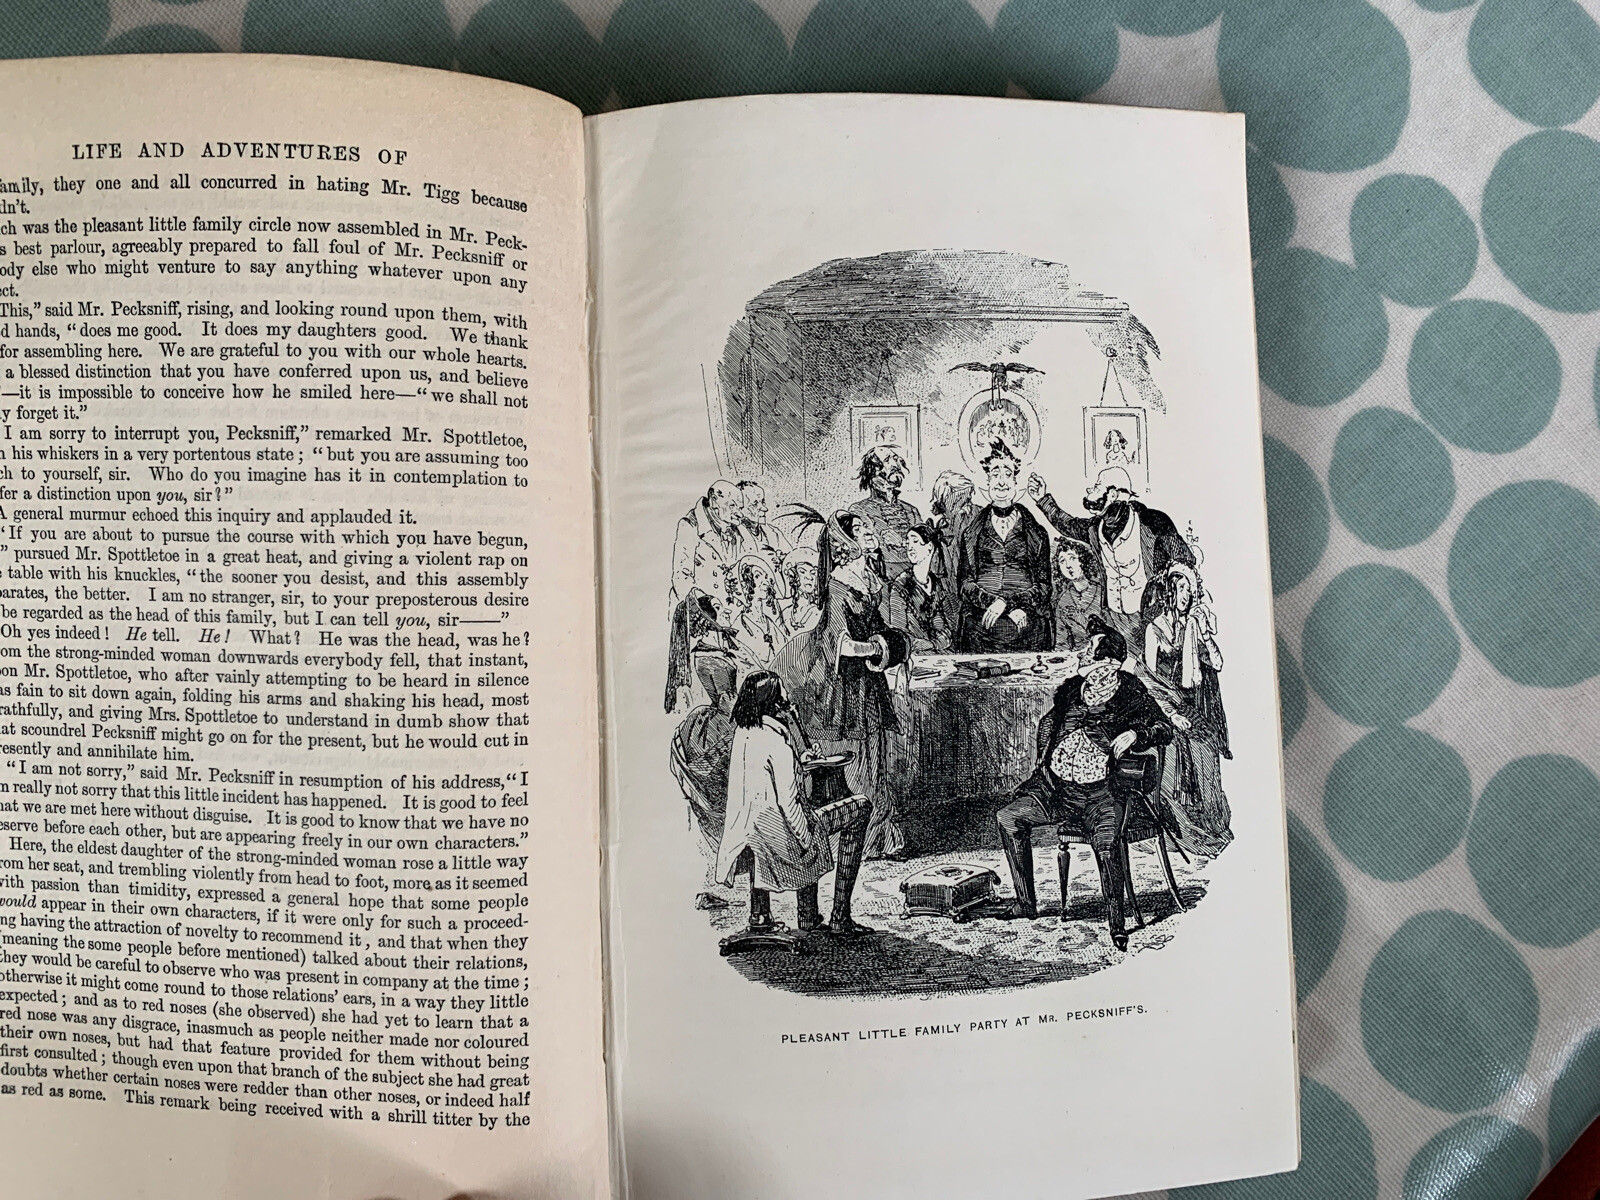 LIFE AND ADVENTURES OF
family, they one and all concurred in hating Mr. Tigg because
dn't.
ch was the pleasant little family circle now assembled in Mr. Peck-
s best parlour, agreeably prepared to fall foul of Mr. Pecksniff or
ody else who might venture to say anything whatever upon any
ect.
This," said Mr. Pecksniff, rising, and looking round upon them, with
d hands, "does me good. It does my daughters good. We thank
for assembling here. We are grateful to you with our whole hearts.
a blessed distinction that you have conferred upon us, and believe
"—it is impossible to conceive how he smiled here—"we shall not
y forget it."
I am sorry to interrupt you, Pecksniff," remarked Mr. Spottletoe,
h his whiskers in a very portentous state; "but you are assuming too
ch to yourself, sir. Who do you imagine has it in contemplation to
fer a distinction upon you, sir?"
A general murmur echoed this inquiry and applauded it.
"If you are about to pursue the course with which you have begun,
" pursued Mr. Spottletoe in a great heat, and giving a violent rap on
table with his knuckles, "the sooner you desist, and this assembly
parates, the better. I am no stranger, sir, to your preposterous desire
be regarded as the head of this family, but I can tell you, sir——"
Oh yes indeed! He tell. He! What? He was the head, was he?
om the strong-minded woman downwards everybody fell, that instant,
on Mr. Spottletoe, who after vainly attempting to be heard in silence
as fain to sit down again, folding his arms and shaking his head, most
rathfully, and giving Mrs. Spottletoe to understand in dumb show that
at scoundrel Pecksniff might go on for the present, but he would cut in
resently and annihilate him.
"I am not sorry," said Mr. Pecksniff in resumption of his address, "I
m really not sorry that this little incident has happened. It is good to feel
hat we are met here without disguise. It is good to know that we have no
eserve before each other, but are appearing freely in our own characters."
Here, the eldest daughter of the strong-minded woman rose a little way
rom her seat, and trembling violently from head to foot, more as it seemed
with passion than timidity, expressed a general hope that some people
would appear in their own characters, if it were only for such a proceed-
ng having the attraction of novelty to recommend it, and that when they
(meaning the some people before mentioned) talked about their relations,
they would be careful to observe who was present in company at the time;
otherwise it might come round to those relations' ears, in a way they little
expected; and as to red noses (she observed) she had yet to learn that a
red nose was any disgrace, inasmuch as people neither made nor coloured
their own noses, but had that feature provided for them without being
first consulted; though even upon that branch of the subject she had great
doubts whether certain noses were redder than other noses, or indeed half
as red as some. This remark being received with a shrill titter by the
PLEASANT LITTLE FAMILY PARTY AT MR. PECKSNIFF'S.